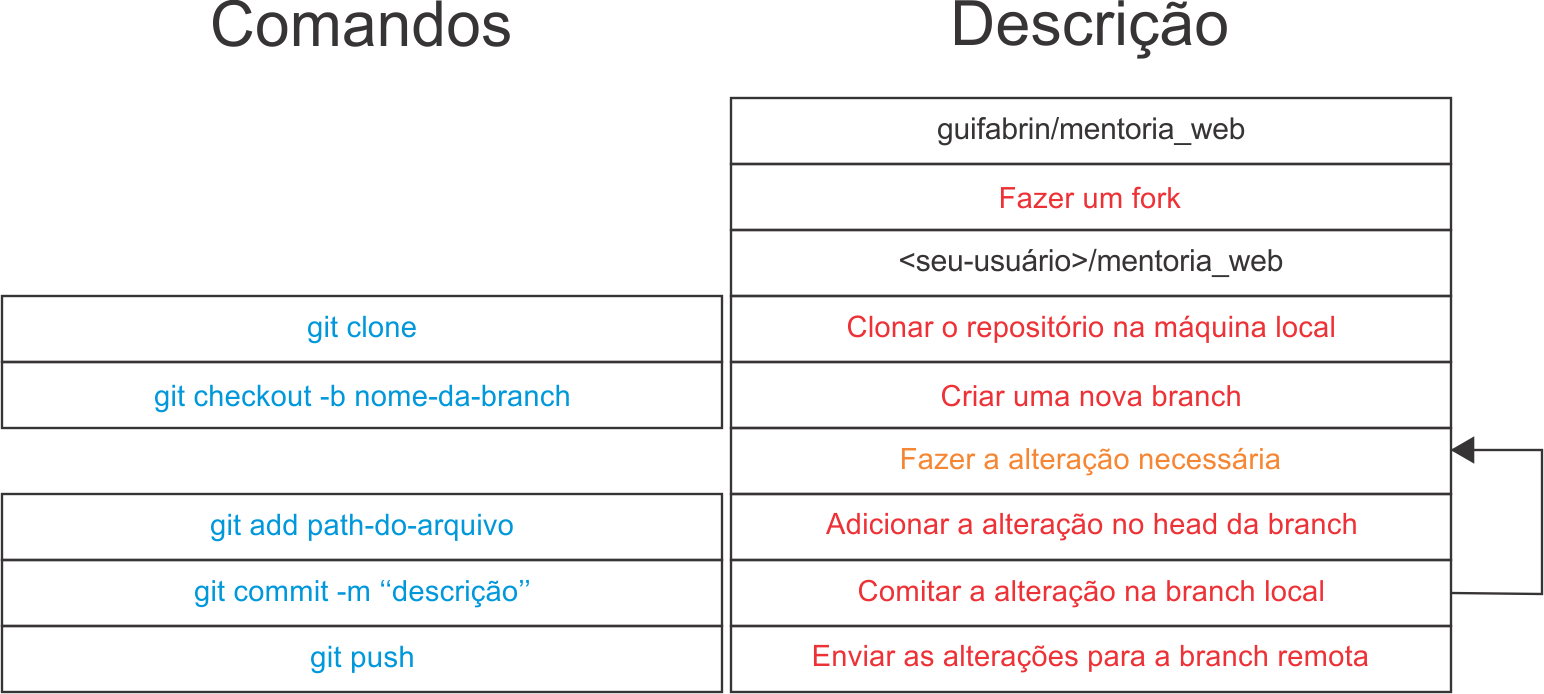 Comandos
Descrição
guifabrin/mentoria_web
Fazer um fork
<seu-usuário>/mentoria_web
git clone
Clonar o repositório na máquina local
git checkout -b nome-da-branch
Criar uma nova branch
Fazer a alteração necessária
git add path-do-arquivo
Adicionar a alteração no head da branch
git commit -m ‘‘descrição’’
Comitar a alteração na branch local
git push
Enviar as alterações para a branch remota